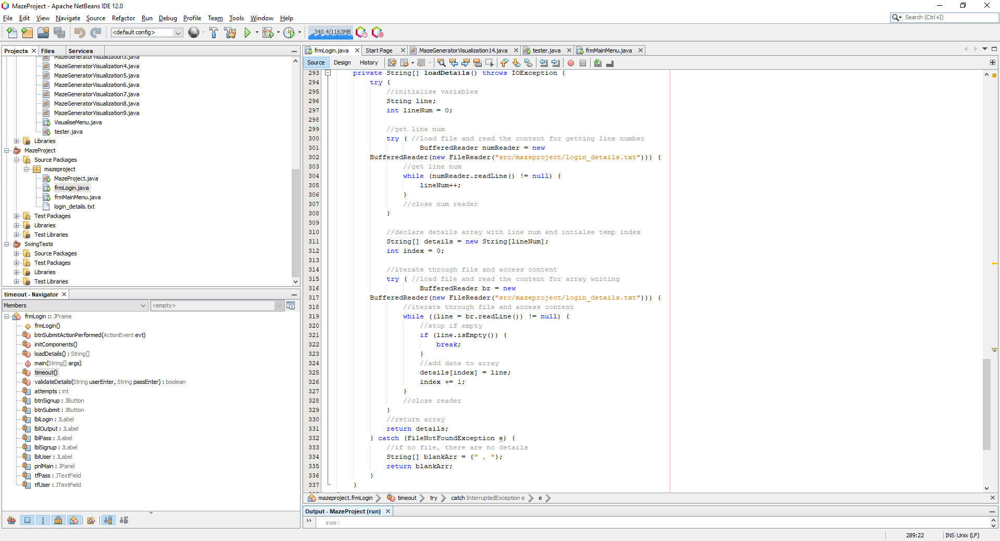 MazeProject - Apache NetBeans IDE 12.0
File Edit View Navigate Source Refactor Run Debug Profile Team Tools Window Help
Search (Ctrl+I)
<default config>
340.4/1163MB
Projects Files Services
MazeGeneratorVisualization3.java
MazeGeneratorVisualization4.java
MazeGeneratorVisualization5.java
MazeGeneratorVisualization6.java
MazeGeneratorVisualization7.java
MazeGeneratorVisualization8.java
MazeGeneratorVisualization9.java
VisualiseMenu.java
tester.java
Libraries
MazeProject
Source Packages
mazeproject
MazeProject.java
frmLogin.java
frmMainMenu.java
login_details.txt
Test Packages
Libraries
Test Libraries
SwingTests
Source Packages
Test Packages
Libraries
Test Libraries
timeout - Navigator
Members
<empty>
frmLogin :: JFrame
frmLogin()
btnSubmitActionPerformed(ActionEvent evt)
initComponents()
loadDetails() : String[]
main(String[] args)
timeout()
validateDetails(String userEnter, String passEnter) : boolean
attempts : int
btnSignup : JButton
btnSubmit : JButton
lblLogin : JLabel
lblOutput : JLabel
lblPass : JLabel
lblSignup : JLabel
lblUser : JLabel
pnlMain : JPanel
tfPass : JTextField
tfUser : JTextField
frmLogin.java Start Page MazeGeneratorVisualization14.java tester.java frmMainMenu.java
Source Design History
293 private String[] loadDetails() throws IOException {
294 try {
295 //initialise variables
296 String line;
297 int lineNum = 0;
298
299 //get line num
300 try ( //load file and read the content for getting line number
301 BufferedReader numReader = new
302 BufferedReader(new FileReader("src/mazeproject/login_details.txt"))) {
303 //get line num
304 while (numReader.readLine() != null) {
305 lineNum++;
306 }
307 //close num reader
308 }
309
310 //declare details array with line num and intialse temp index
311 String[] details = new String[lineNum];
312 int index = 0;
313
314 //iterate through file and access content
315 try ( //load file and read the content for array writing
316 BufferedReader br = new
317 BufferedReader(new FileReader("src/mazeproject/login_details.txt"))) {
318 //iterate through file and access content
319 while ((line = br.readLine()) != null) {
320 //stop if empty
321 if (line.isEmpty()) {
322 break;
323 }
324 //add data to array
325 details[index] = line;
326 index += 1;
327 }
328 //close reader
329 }
330 //return array
331 return details;
332 } catch (FileNotFoundException e) {
333 //if no file, there are no details
334 String[] blankArr = {" , "};
335 return blankArr;
336 }
337 }
mazeproject.frmLogin timeout try catch InterruptedException e e
Output - MazeProject (run)
run:
289:22 INS Unix (LF)